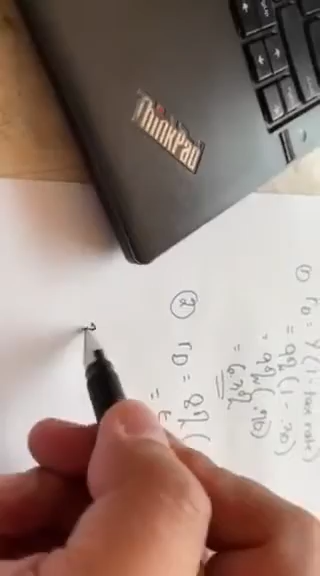 ThinkPad
① rD = Y (1 - tax rate)
= 9% (1 - .30)
= 9% (.70)
= 6.3%
② rD = 8% (
=